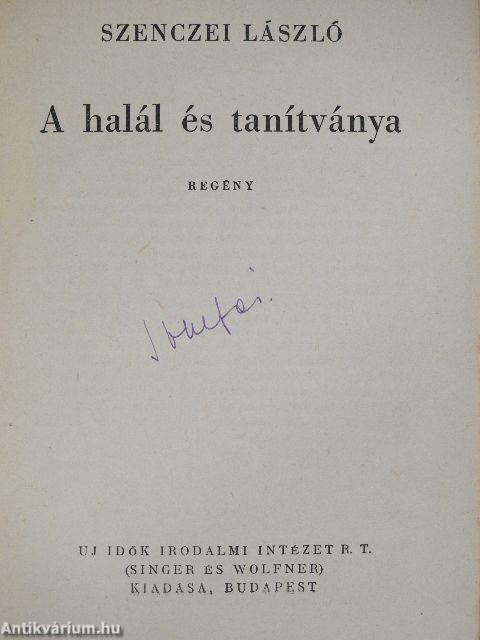 SZENCZEI LÁSZLÓ
A halál és tanítványa
REGÉNY
UJ IDŐK IRODALMI INTÉZET R. T.
(SINGER ÉS WOLFNER)
KIADÁSA, BUDAPEST
Antikvárium.hu